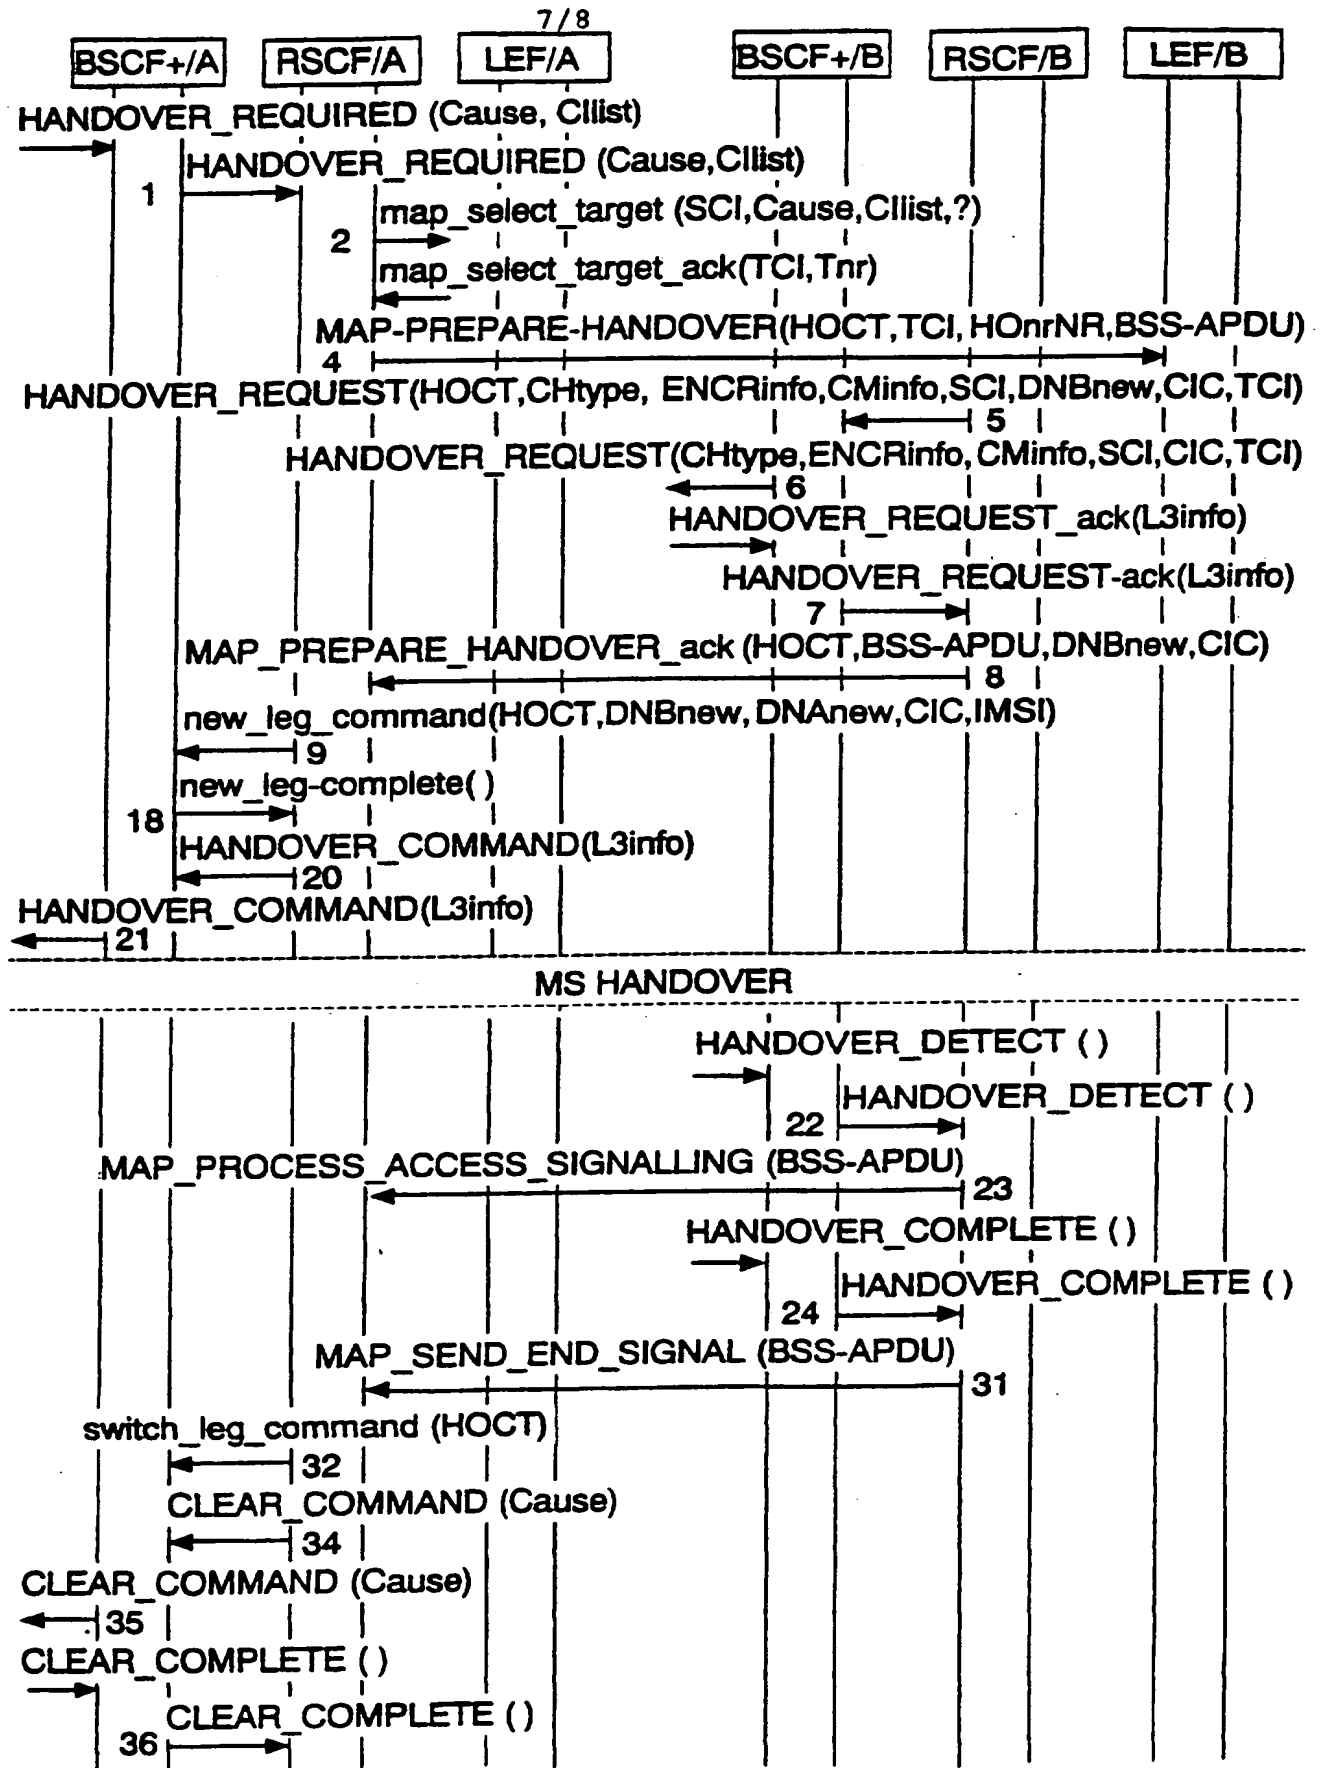 7/8
BSCF+/A RSCF/A LEF/A BSCF+/B RSCF/B LEF/B
HANDOVER_REQUIRED (Cause, CIlist)
HANDOVER_REQUIRED (Cause,CIlist)
1
map_select_target (SCI,Cause,CIlist,?)
2
map_select_target_ack(TCI,Tnr)
MAP-PREPARE-HANDOVER(HOCT,TCI,HOnrNR,BSS-APDU)
4
HANDOVER_REQUEST(HOCT,CHtype, ENCRinfo,CMinfo,SCI,DNBnew,CIC,TCI)
5
HANDOVER_REQUEST(CHtype,ENCRinfo,CMinfo,SCI,CIC,TCI)
6
HANDOVER_REQUEST_ack(L3info)
HANDOVER_REQUEST-ack(L3info)
7
MAP_PREPARE_HANDOVER_ack (HOCT,BSS-APDU,DNBnew,CIC)
8
new_leg_command(HOCT,DNBnew,DNAnew,CIC,IMSI)
9
new_leg-complete( )
18
HANDOVER_COMMAND(L3info)
20
HANDOVER_COMMAND(L3info)
21
MS HANDOVER
HANDOVER_DETECT ( )
HANDOVER_DETECT ( )
22
MAP_PROCESS_ACCESS_SIGNALLING (BSS-APDU)
23
HANDOVER_COMPLETE ( )
HANDOVER_COMPLETE ( )
24
MAP_SEND_END_SIGNAL (BSS-APDU)
31
switch_leg_command (HOCT)
32
CLEAR_COMMAND (Cause)
34
CLEAR_COMMAND (Cause)
35
CLEAR_COMPLETE ( )
CLEAR_COMPLETE ( )
36